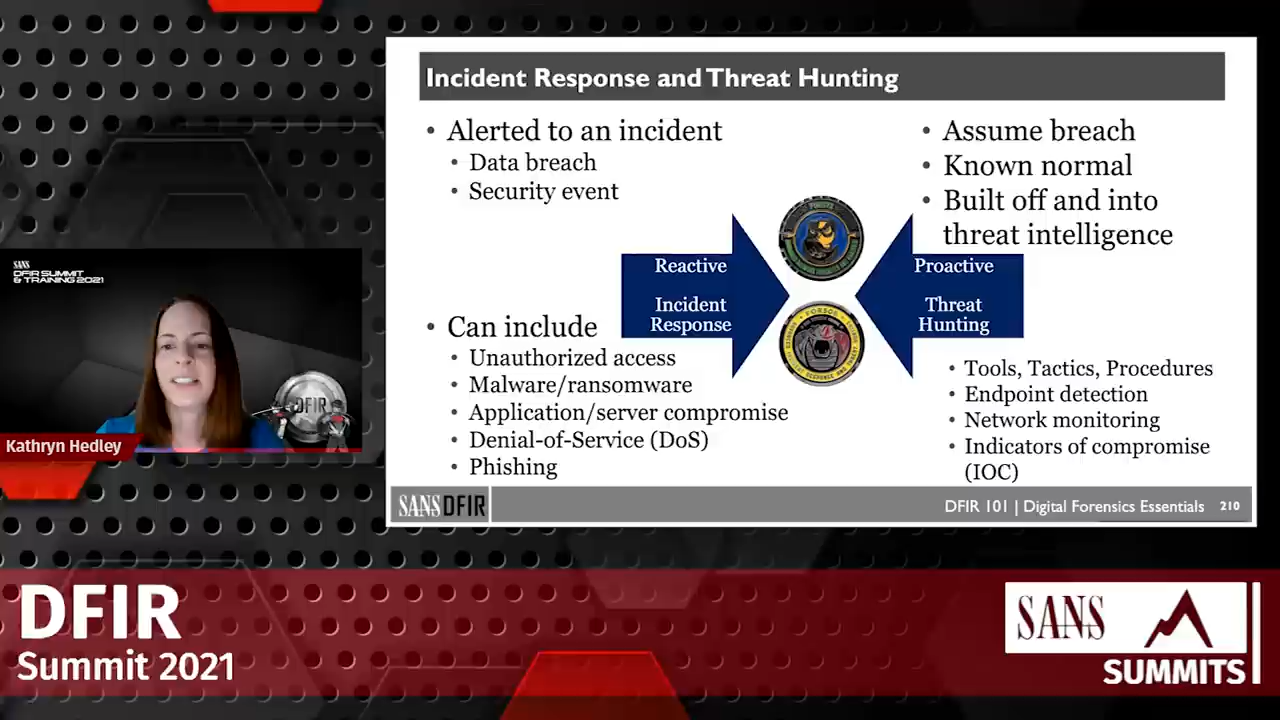 Incident Response and Threat Hunting
• Alerted to an incident
• Data breach
• Security event
• Can include
• Unauthorized access
• Malware/ransomware
• Application/server compromise
• Denial-of-Service (DoS)
• Phishing
Reactive
Incident
Response
• Assume breach
• Known normal
• Built off and into
threat intelligence
Proactive
Threat
Hunting
• Tools, Tactics, Procedures
• Endpoint detection
• Network monitoring
• Indicators of compromise
(IOC)
SANS DFIR
DFIR 101 | Digital Forensics Essentials 210
SANS
DFIR SUMMIT
& TRAINING 2021
DFIR
Kathryn Hedley
DFIR
Summit 2021
SANS
SUMMITS